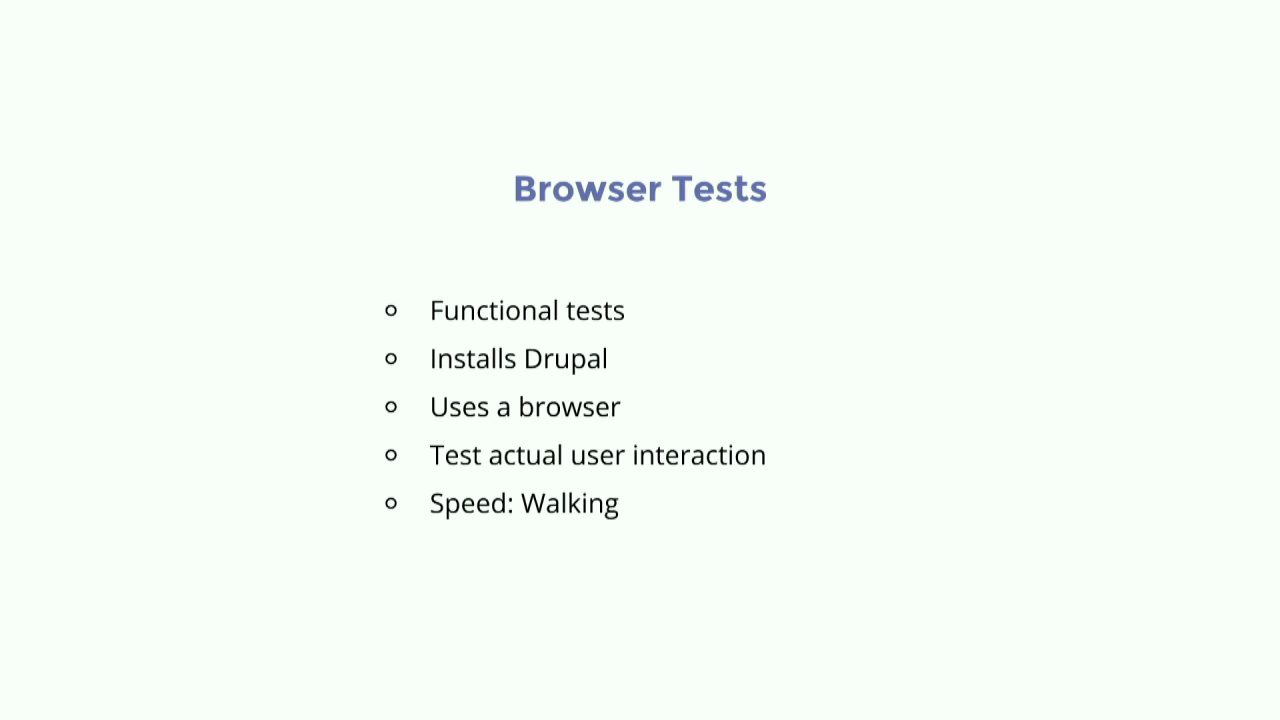 Browser Tests
Functional tests
Installs Drupal
Uses a browser
Test actual user interaction
Speed: Walking